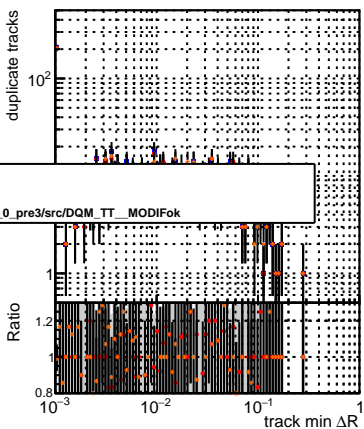 duplicate tracks
10²
_0_pre3/src/DQM_TT__MODIFok
1
Ratio
1.2
1
0.8
10⁻³ 10⁻² 10⁻¹ 1
track min ΔR